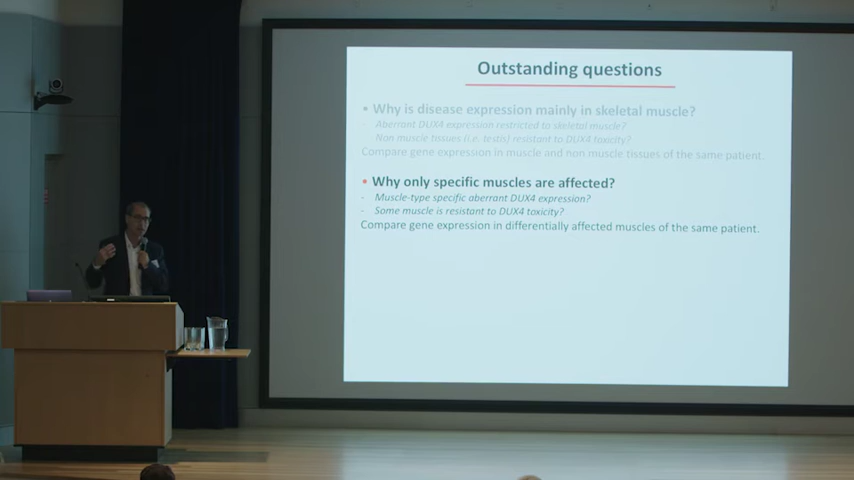 Outstanding questions
• Why is disease expression mainly in skeletal muscle?
- Aberrant DUX4 expression restricted to skeletal muscle?
Non muscle tissues (i.e. testo) resistant to DUX4 toxicity?
Compare gene expression in muscle and non muscle tissues of the same patient.
• Why only specific muscles are affected?
- Muscle-type specific aberrant DUX4 expression?
- Some muscle is resistant to DUX4 toxicity?
Compare gene expression in differentially affected muscles of the same patient.